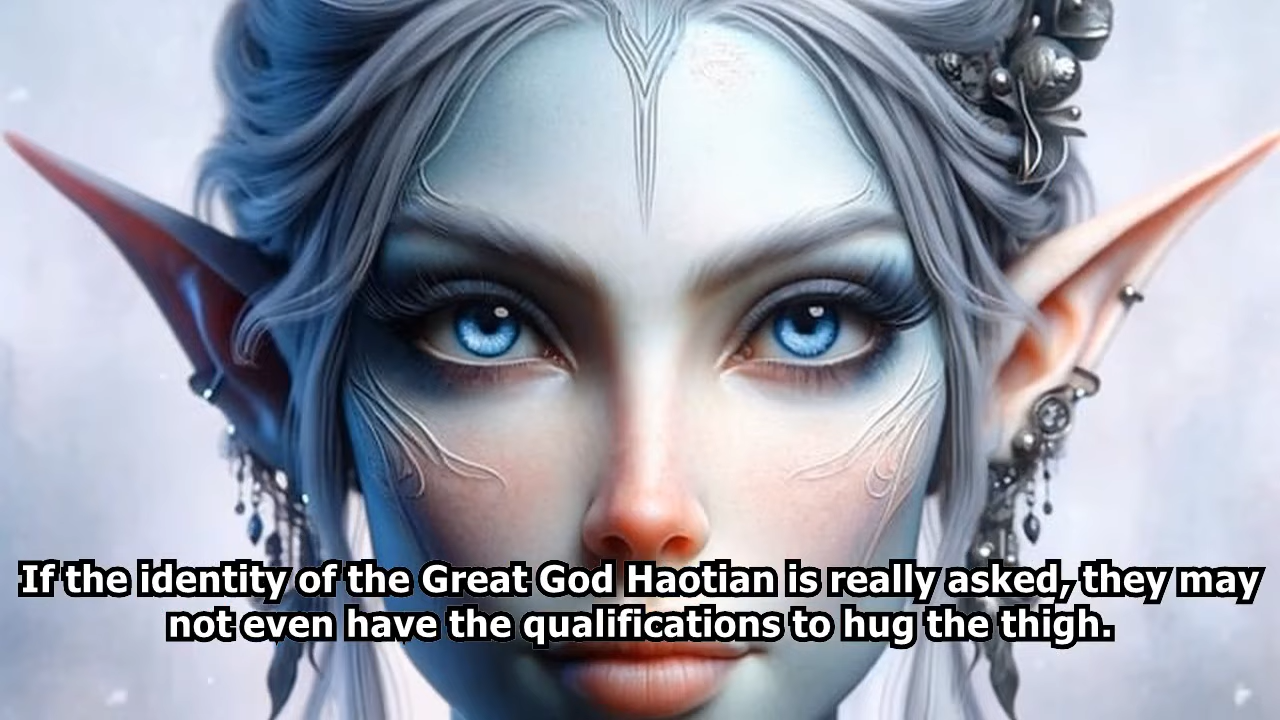 If the identity of the Great God Haotian is really asked, they may
not even have the qualifications to hug the thigh.